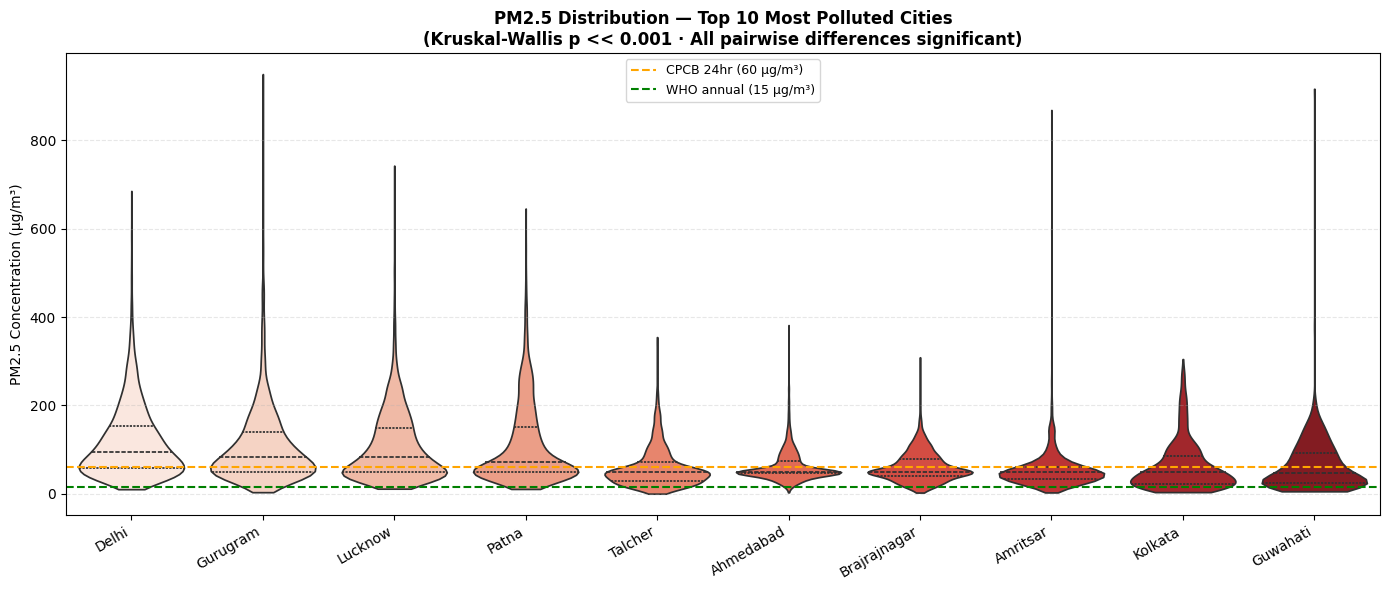 PM2.5 Distribution — Top 10 Most Polluted Cities
(Kruskal-Wallis p << 0.001 · All pairwise differences significant)
CPCB 24hr (60 µg/m³)
WHO annual (15 µg/m³)
PM2.5 Concentration (µg/m³)
800
600
400
200
0
Delhi
Gurugram
Lucknow
Patna
Talcher
Ahmedabad
Brajrajnagar
Amritsar
Kolkata
Guwahati